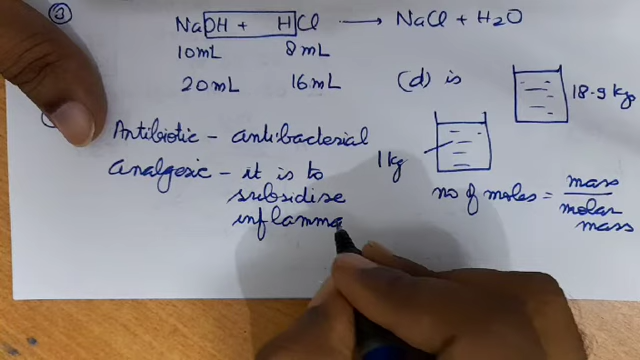 3 NaOH + HCl → NaCl + H2O
10mL 8mL
20mL 16mL (d) is
18.9 kg
Antibiotic - antibacterial
1kg
Analgesic - it is to
subsidise
inflamma
no of moles = mass
molar
mass